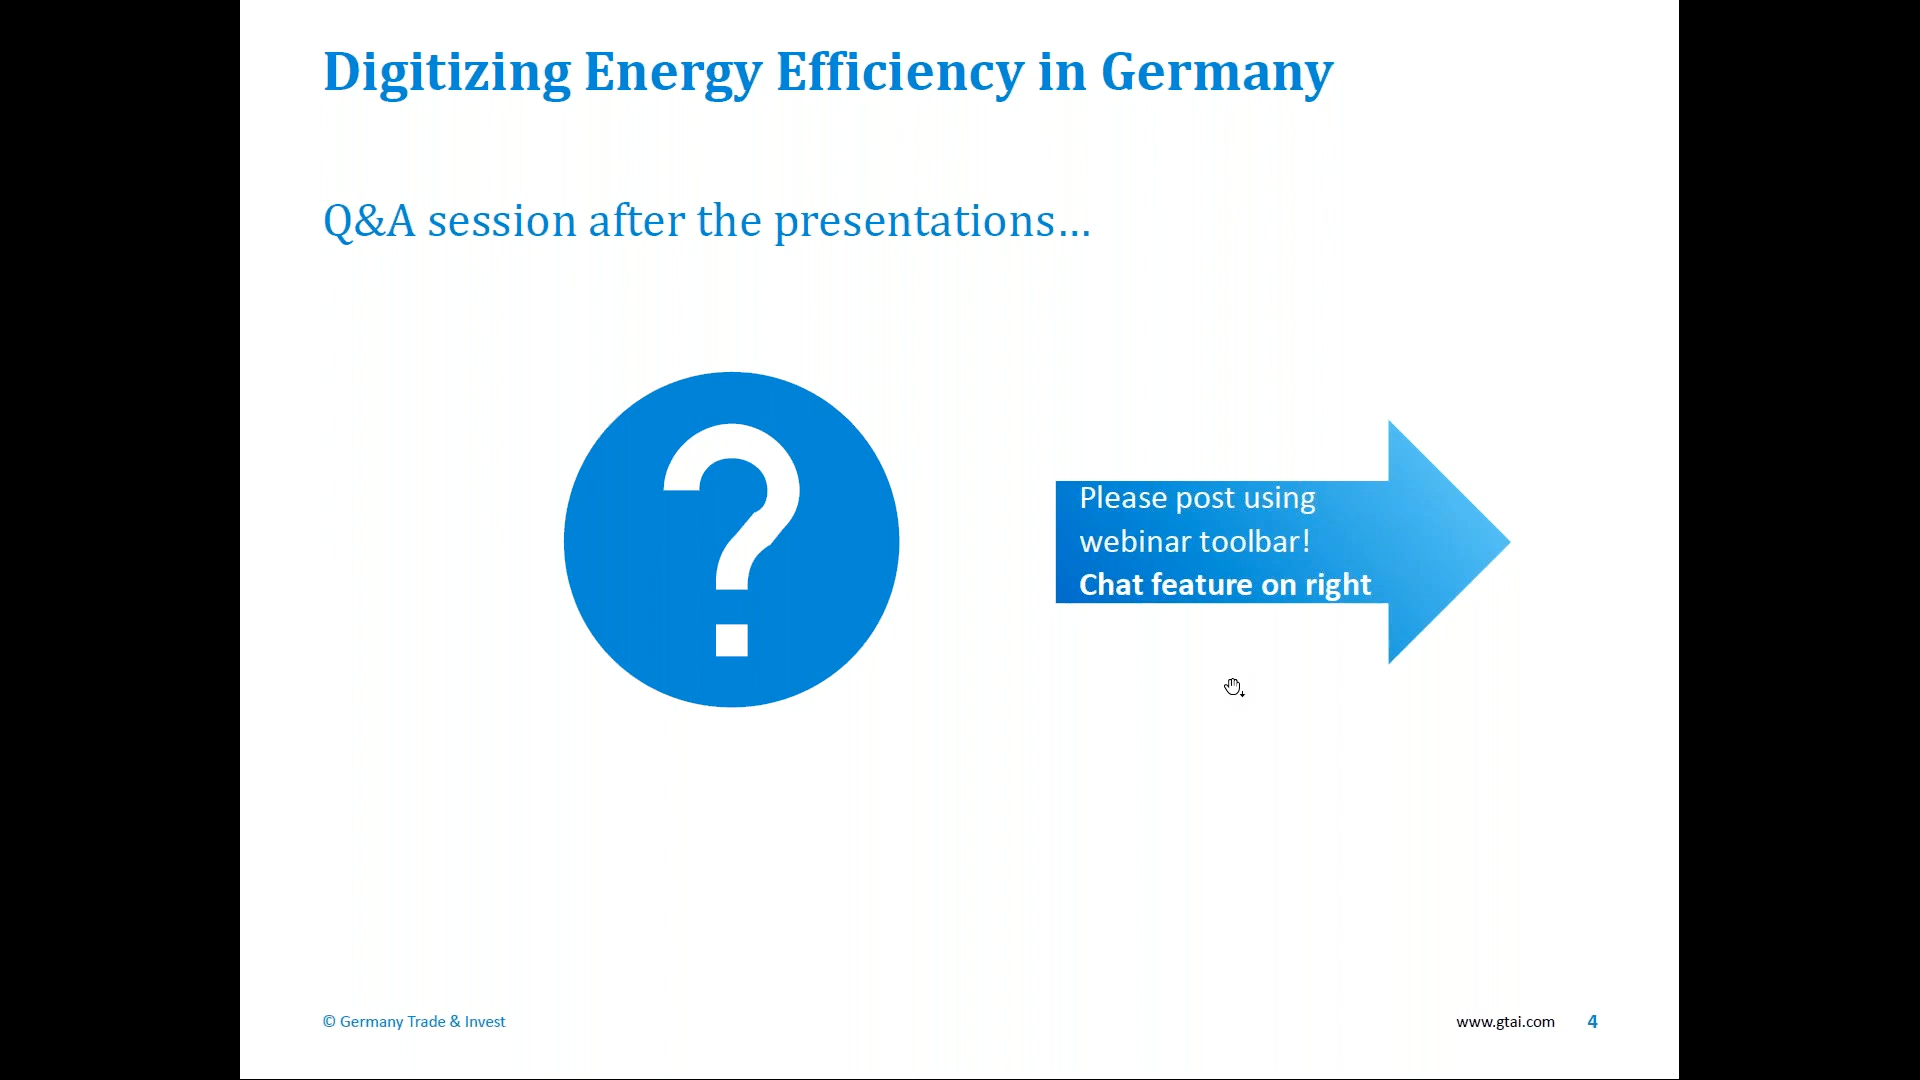 Digitizing Energy Efficiency in Germany
Q&A session after the presentations...
?
Please post using
webinar toolbar!
Chat feature on right
© Germany Trade & Invest
www.gtai.com
4